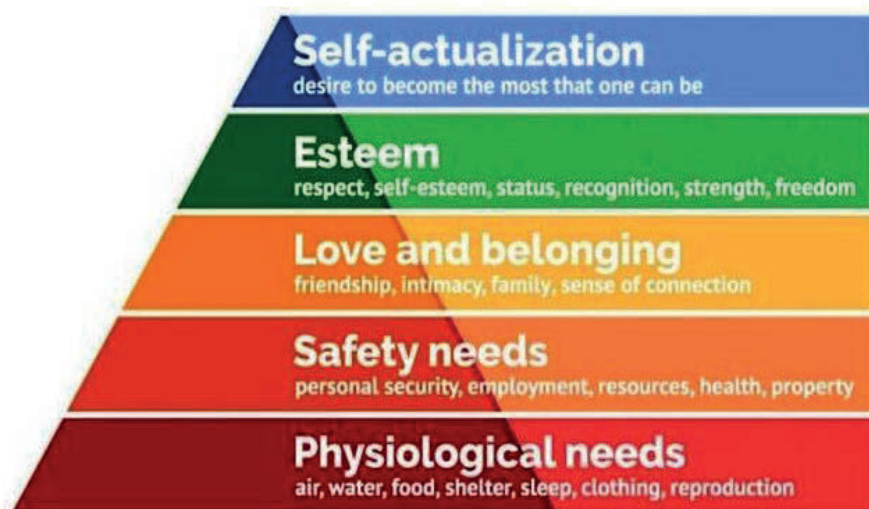 Self-actualization
desire to become the most that one can be
Esteem
respect, self-esteem, status, recognition, strength, freedom
Love and belonging
friendship, intimacy, family, sense of connection
Safety needs
personal security, employment, resources, health, property
Physiological needs
air, water, food, shelter, sleep, clothing, reproduction